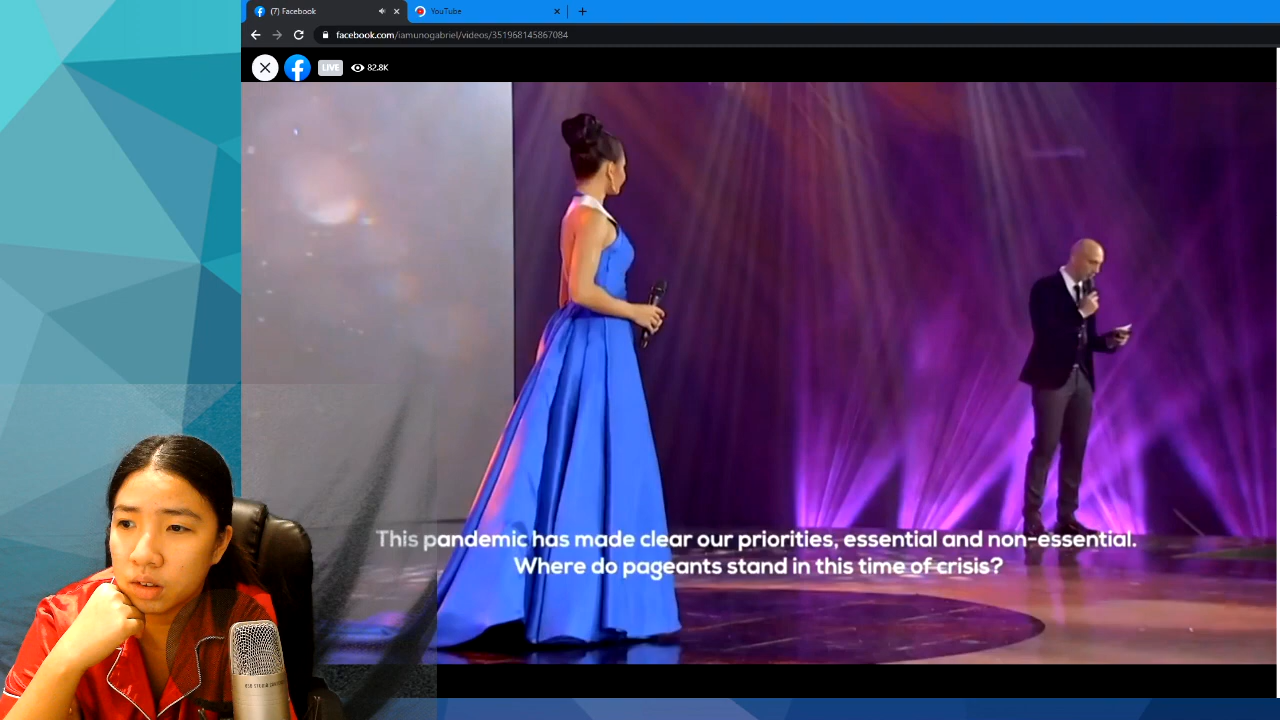 (7) Facebook
YouTube
facebook.com/iamunogabriel/videos/351968145867084
LIVE
82.8K
This pandemic has made clear our priorities, essential and non-essential.
Where do pageants stand in this time of crisis?